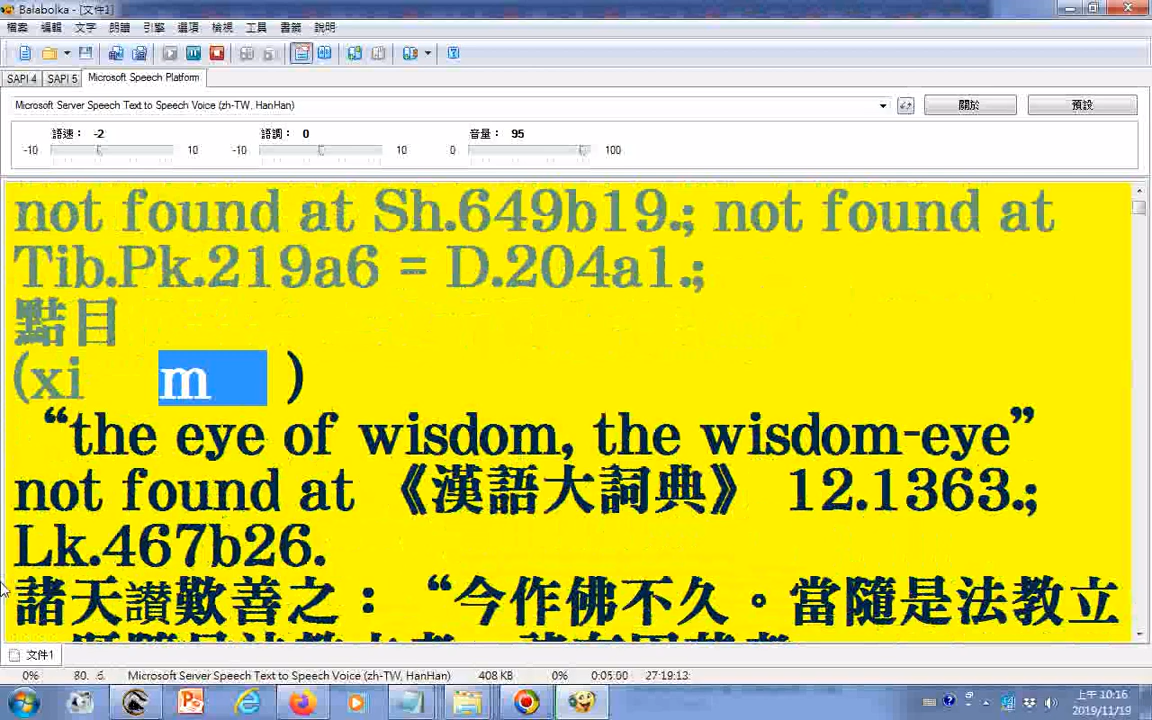 Balabolka - [文件1]
檔案 編輯 文字 朗讀 引擎 選項 檢視 工具 書籤 說明
SAPI 4 SAPI 5 Microsoft Speech Platform
Microsoft Server Speech Text to Speech Voice (zh-TW, HanHan) 關於 預設
語速： -2 語調： 0 音量： 95
-10 10 -10 10 0 100
not found at Sh.649b19.; not found at
Tib.Pk.219a6 = D.204a1.;
黠目
(xi m )
“the eye of wisdom, the wisdom-eye”
not found at 《漢語大詞典》 12.1363.;
Lk.467b26.
諸天讃歎善之：“今作佛不久。當隨是法教立
文件1
0% Microsoft Server Speech Text to Speech Voice (zh-TW, HanHan) 408 KB 0% 0:05:00 27:19:13
上午 10:16
2019/11/19